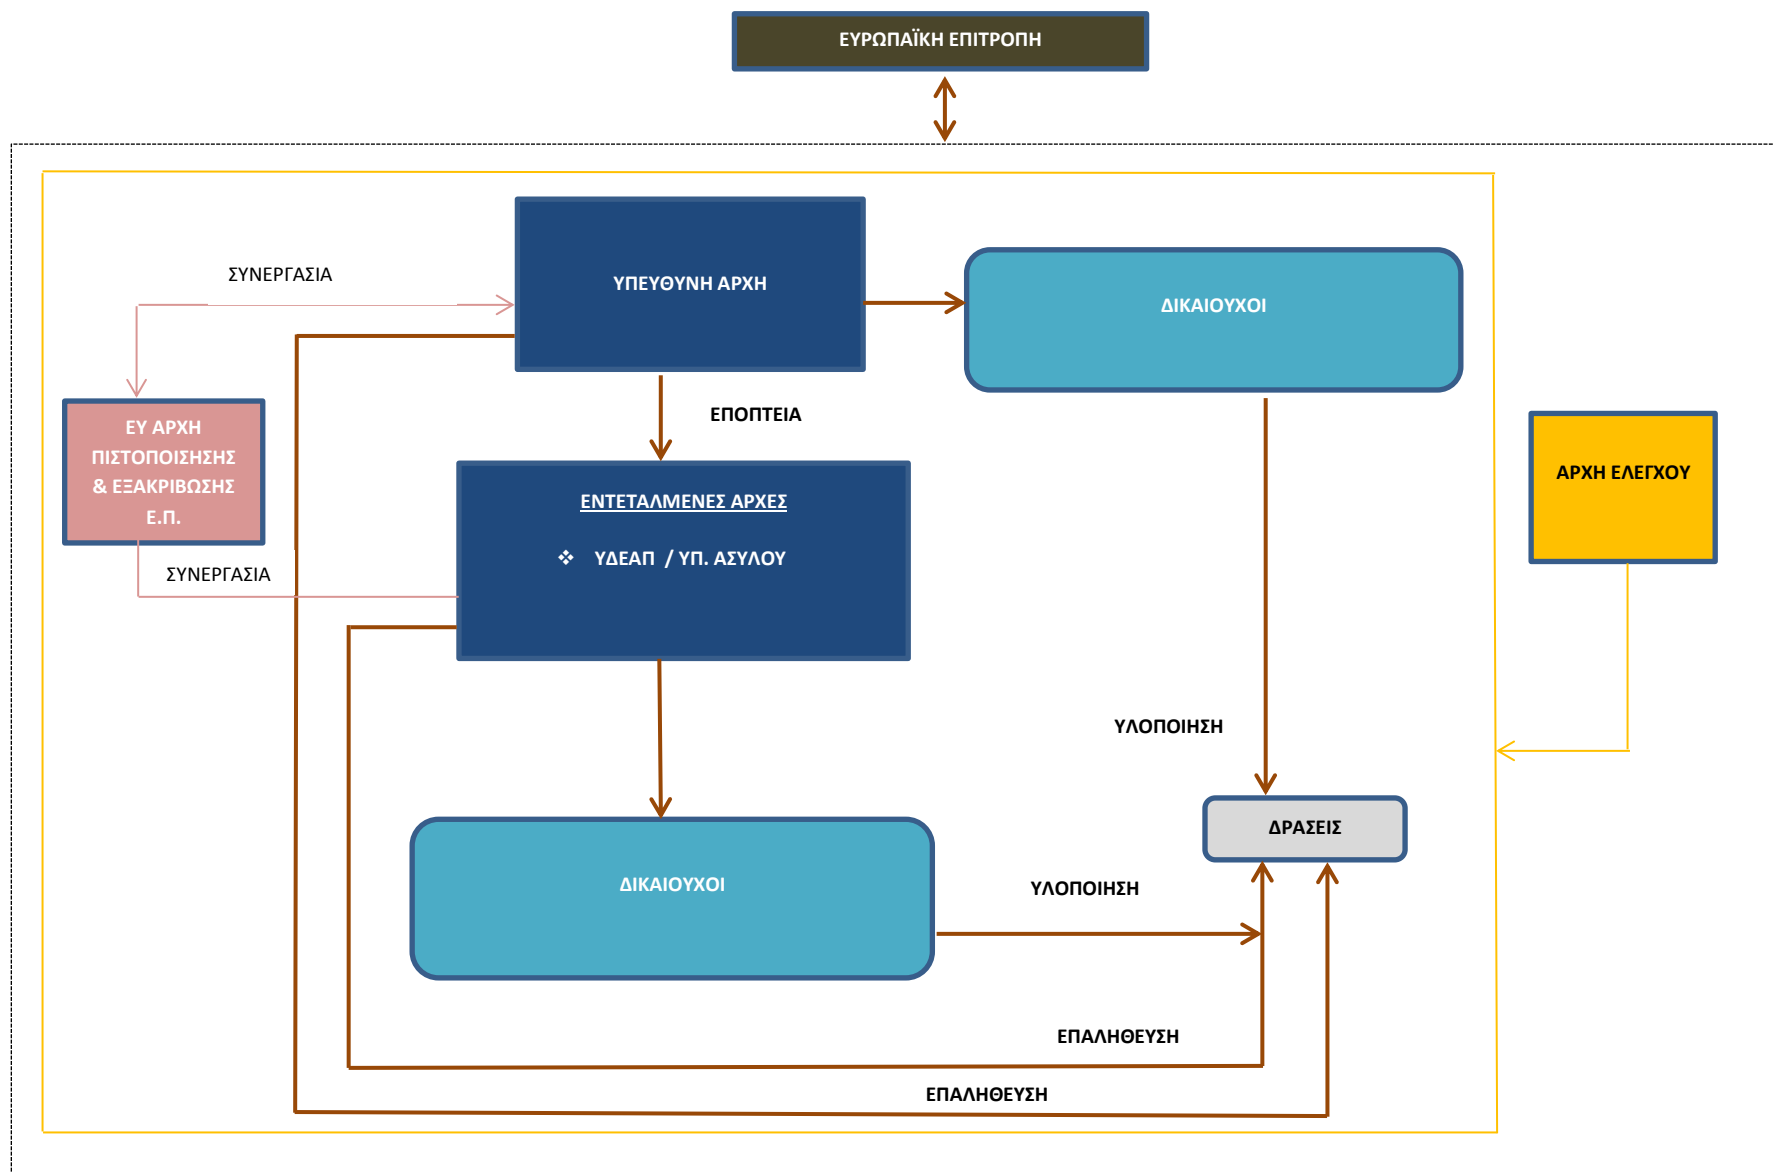 ΕΥΡΩΠΑΪΚΗ ΕΠΙΤΡΟΠΗ
ΣΥΝΕΡΓΑΣΙΑ
ΥΠΕΥΘΥΝΗ ΑΡΧΗ
ΔΙΚΑΙΟΥΧΟΙ
ΕΠΟΠΤΕΙΑ
ΕΥ ΑΡΧΗ
ΠΙΣΤΟΠΟΙΣΗΣΗΣ
& ΕΞΑΚΡΙΒΩΣΗΣ
Ε.Π.
ΑΡΧΗ ΕΛΕΓΧΟΥ
ΕΝΤΕΤΑΛΜΕΝΕΣ ΑΡΧΕΣ
❖ ΥΔΕΑΠ / ΥΠ. ΑΣΥΛΟΥ
ΣΥΝΕΡΓΑΣΙΑ
ΥΛΟΠΟΙΗΣΗ
ΔΡΑΣΕΙΣ
ΔΙΚΑΙΟΥΧΟΙ
ΥΛΟΠΟΙΗΣΗ
ΕΠΑΛΗΘΕΥΣΗ
ΕΠΑΛΗΘΕΥΣΗ